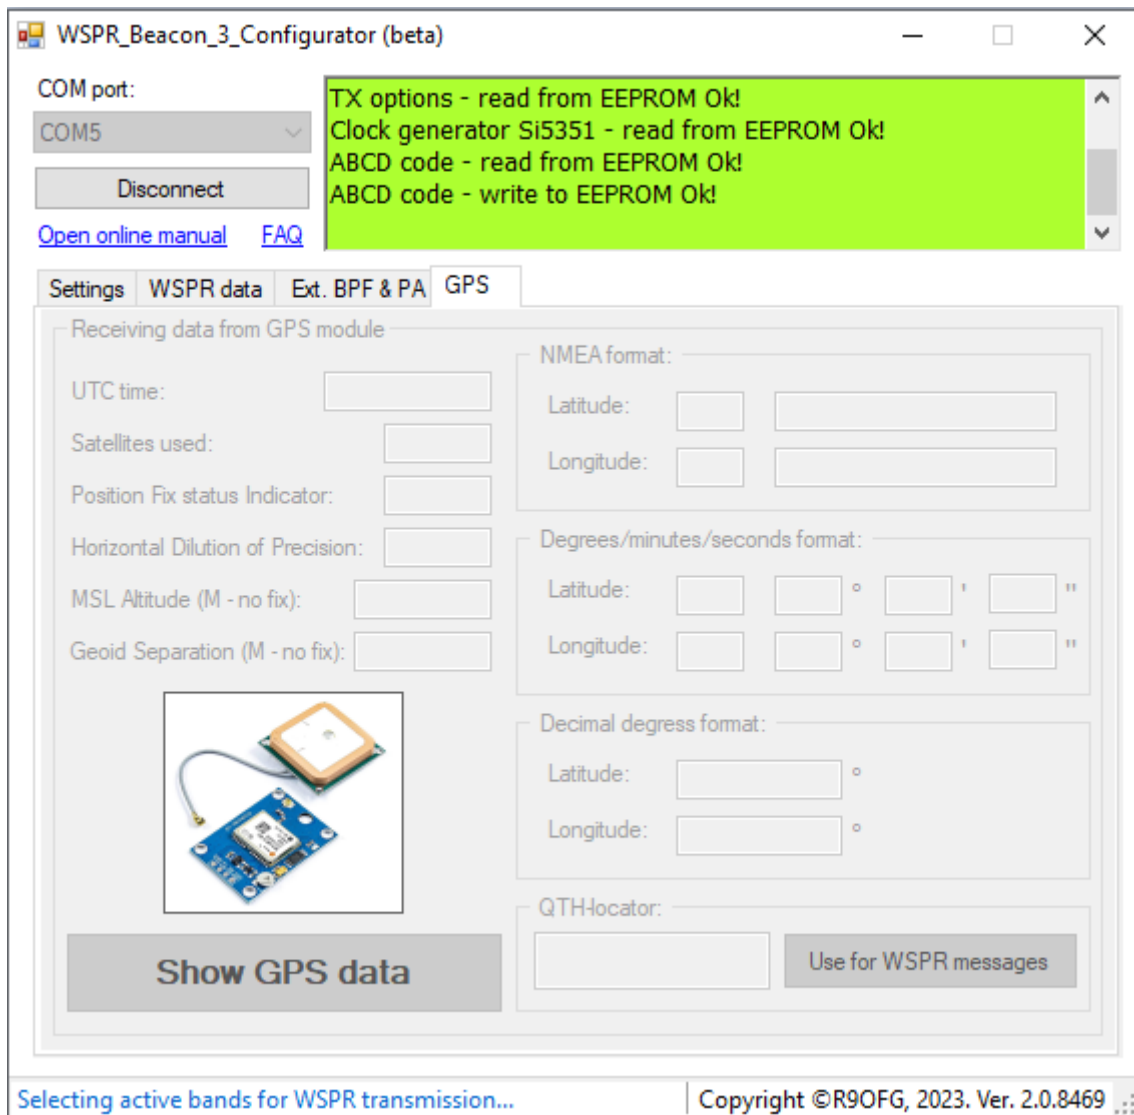 WSPR_Beacon_3_Configurator (beta)
COM port:
COM5
Disconnect
Open online manual FAQ
TX options - read from EEPROM Ok!
Clock generator Si5351 - read from EEPROM Ok!
ABCD code - read from EEPROM Ok!
ABCD code - write to EEPROM Ok!
Settings WSPR data Ext. BPF & PA GPS
Receiving data from GPS module
UTC time:
Satellites used:
Position Fix status Indicator:
Horizontal Dilution of Precision:
MSL Altitude (M - no fix):
Geoid Separation (M - no fix):
Show GPS data
NMEA format:
Latitude:
Longitude:
Degrees/minutes/seconds format:
Latitude: ° ' "
Longitude: ° ' "
Decimal degress format:
Latitude: °
Longitude: °
QTH-locator:
Use for WSPR messages
Selecting active bands for WSPR transmission...
Copyright ©R9OFG, 2023. Ver. 2.0.8469